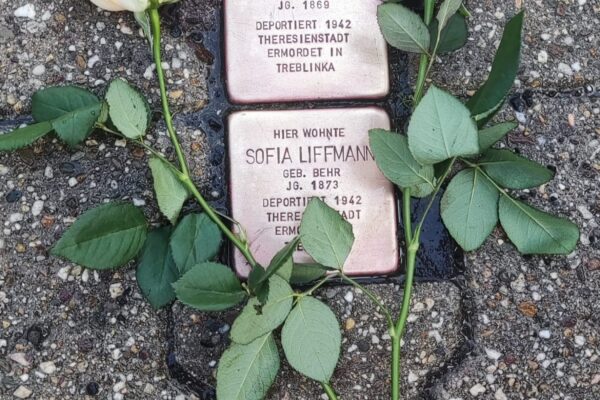 JG. 1869
DEPORTIERT 1942
THERESIENSTADT
ERMORDET IN
TREBLINKA
HIER WOHNTE
SOFIA LIFFMANN
GEB. BEHR
JG. 1873
DEPORTIERT 1942